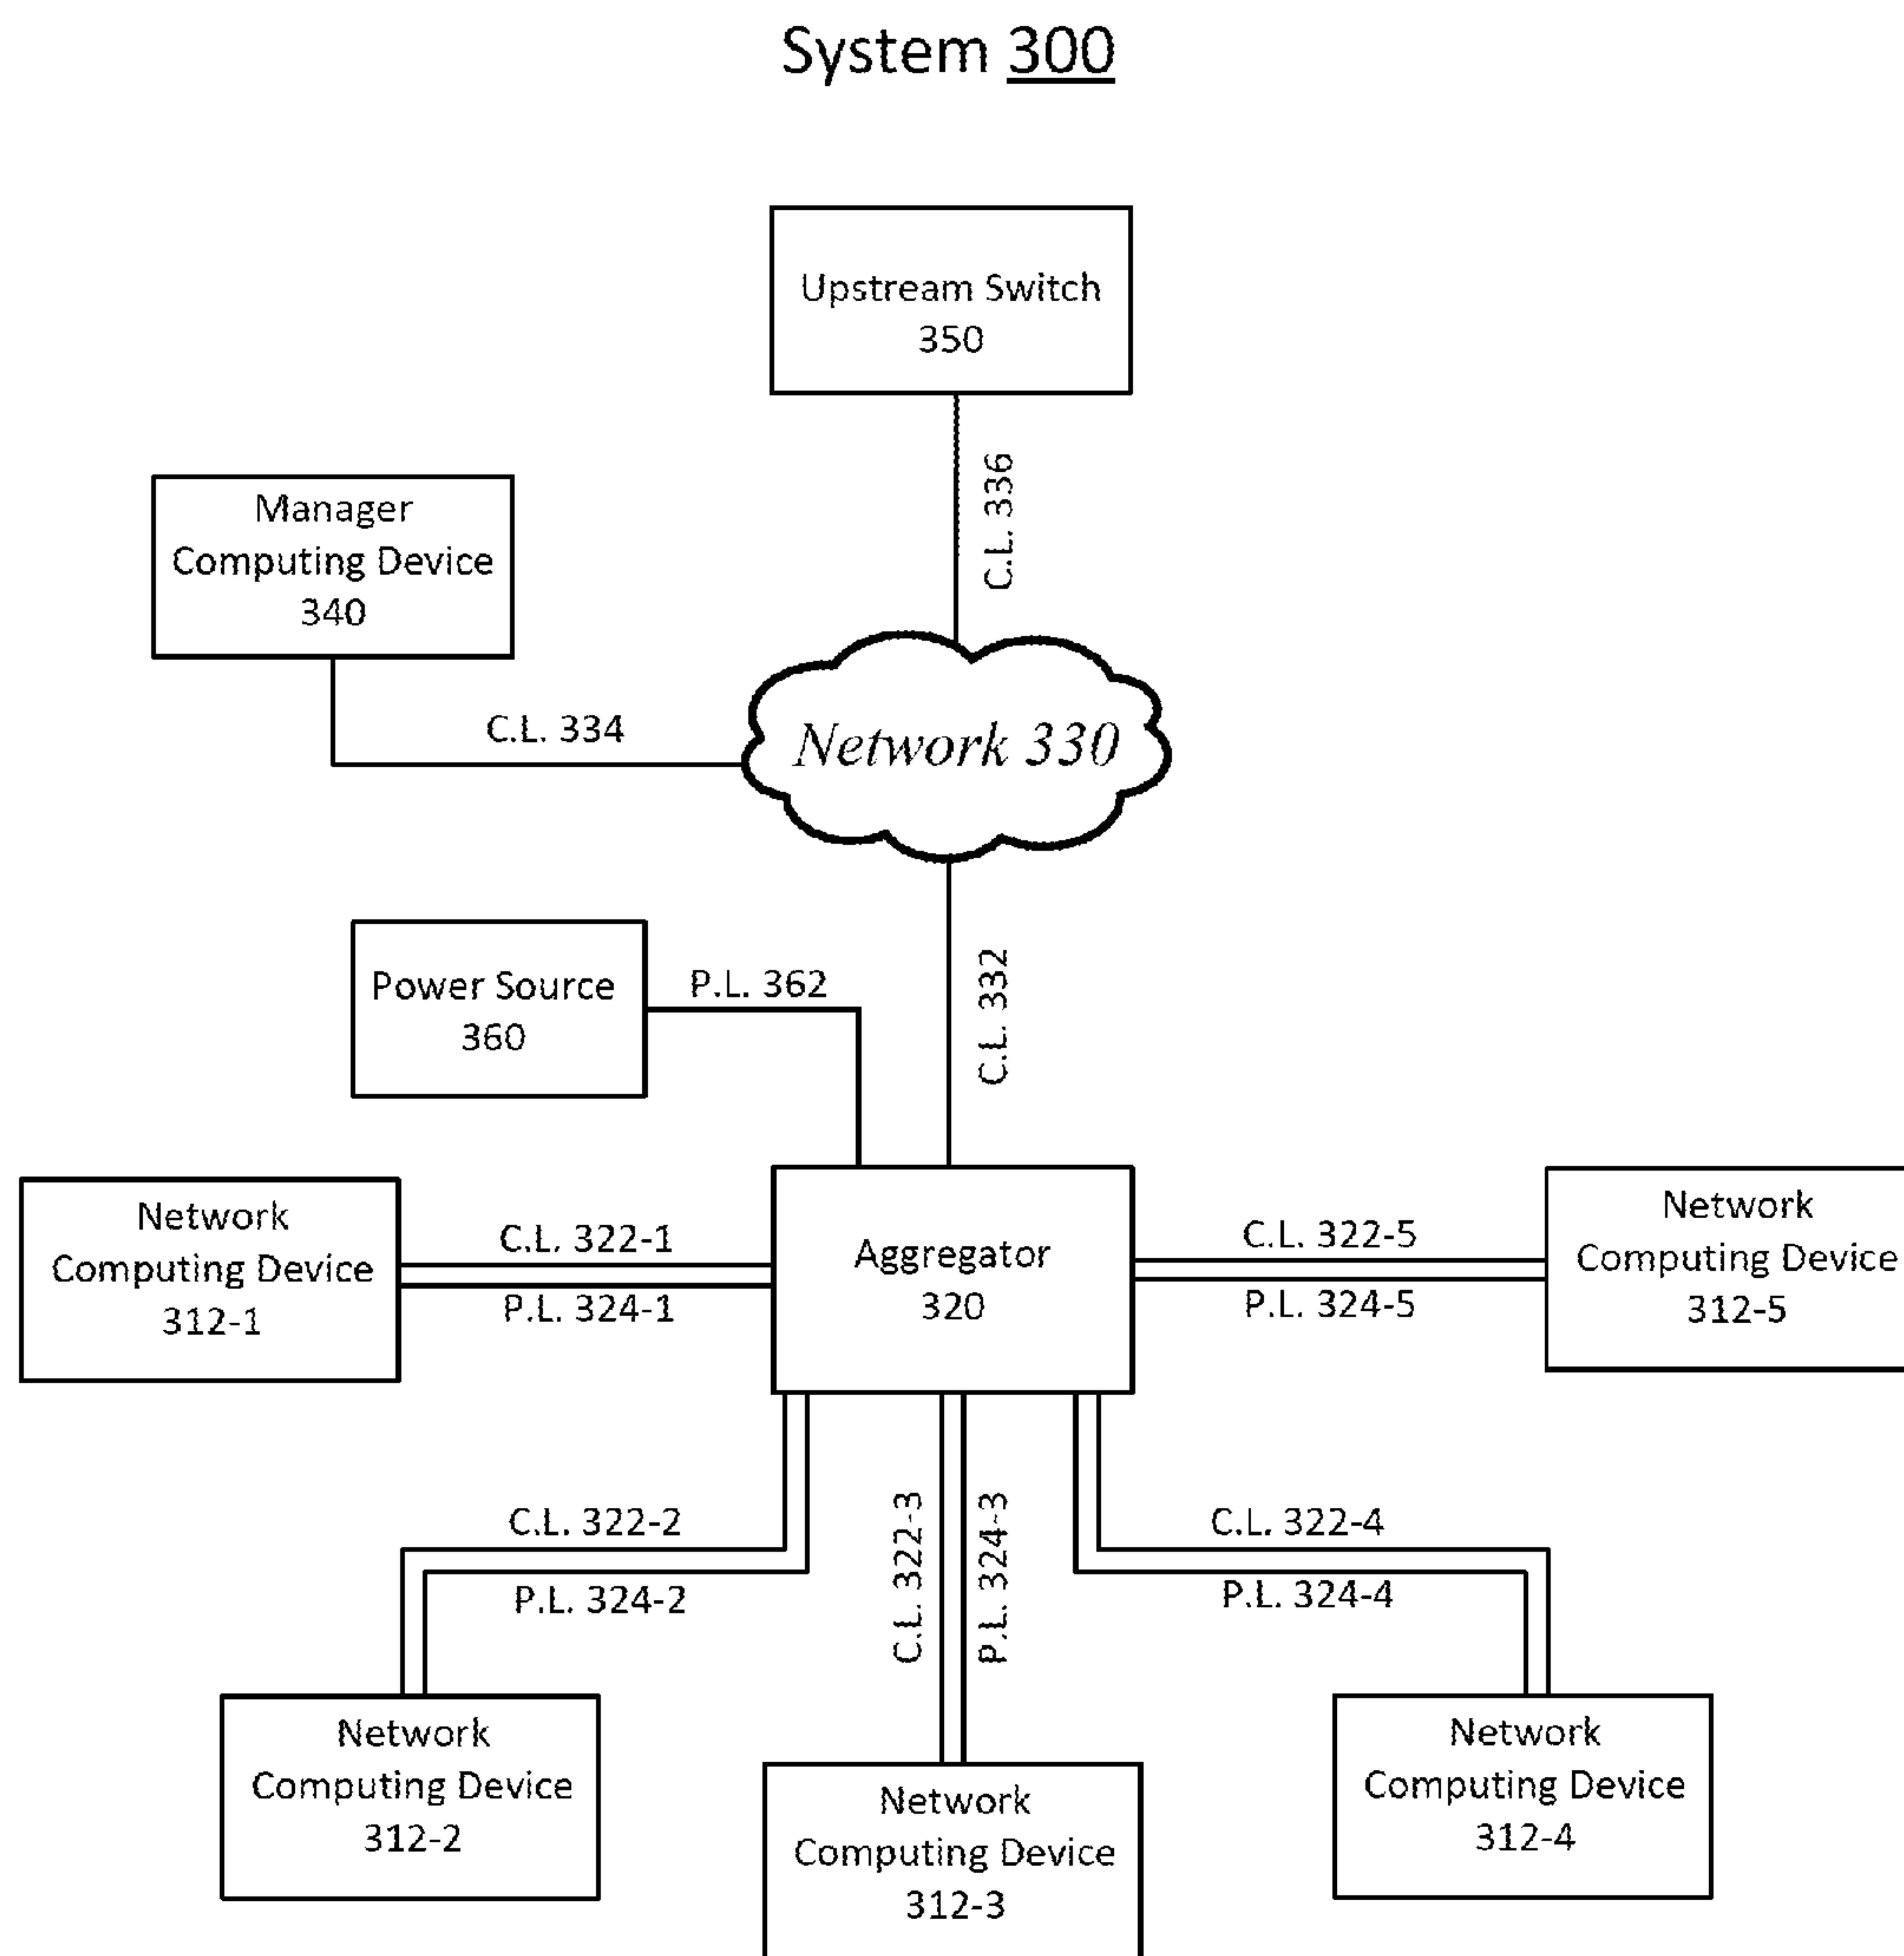 System 300
Upstream Switch
350
C.L. 336
Manager
Computing Device
340
C.L. 334
Network 330
C.L. 332
Power Source
360
P.L. 362
Network
Computing Device
312-1
C.L. 322-1
P.L. 324-1
Aggregator
320
C.L. 322-5
P.L. 324-5
Network
Computing Device
312-5
C.L. 322-2
P.L. 324-2
C.L. 322-3
P.L. 324-3
C.L. 322-4
P.L. 324-4
Network
Computing Device
312-2
Network
Computing Device
312-3
Network
Computing Device
312-4